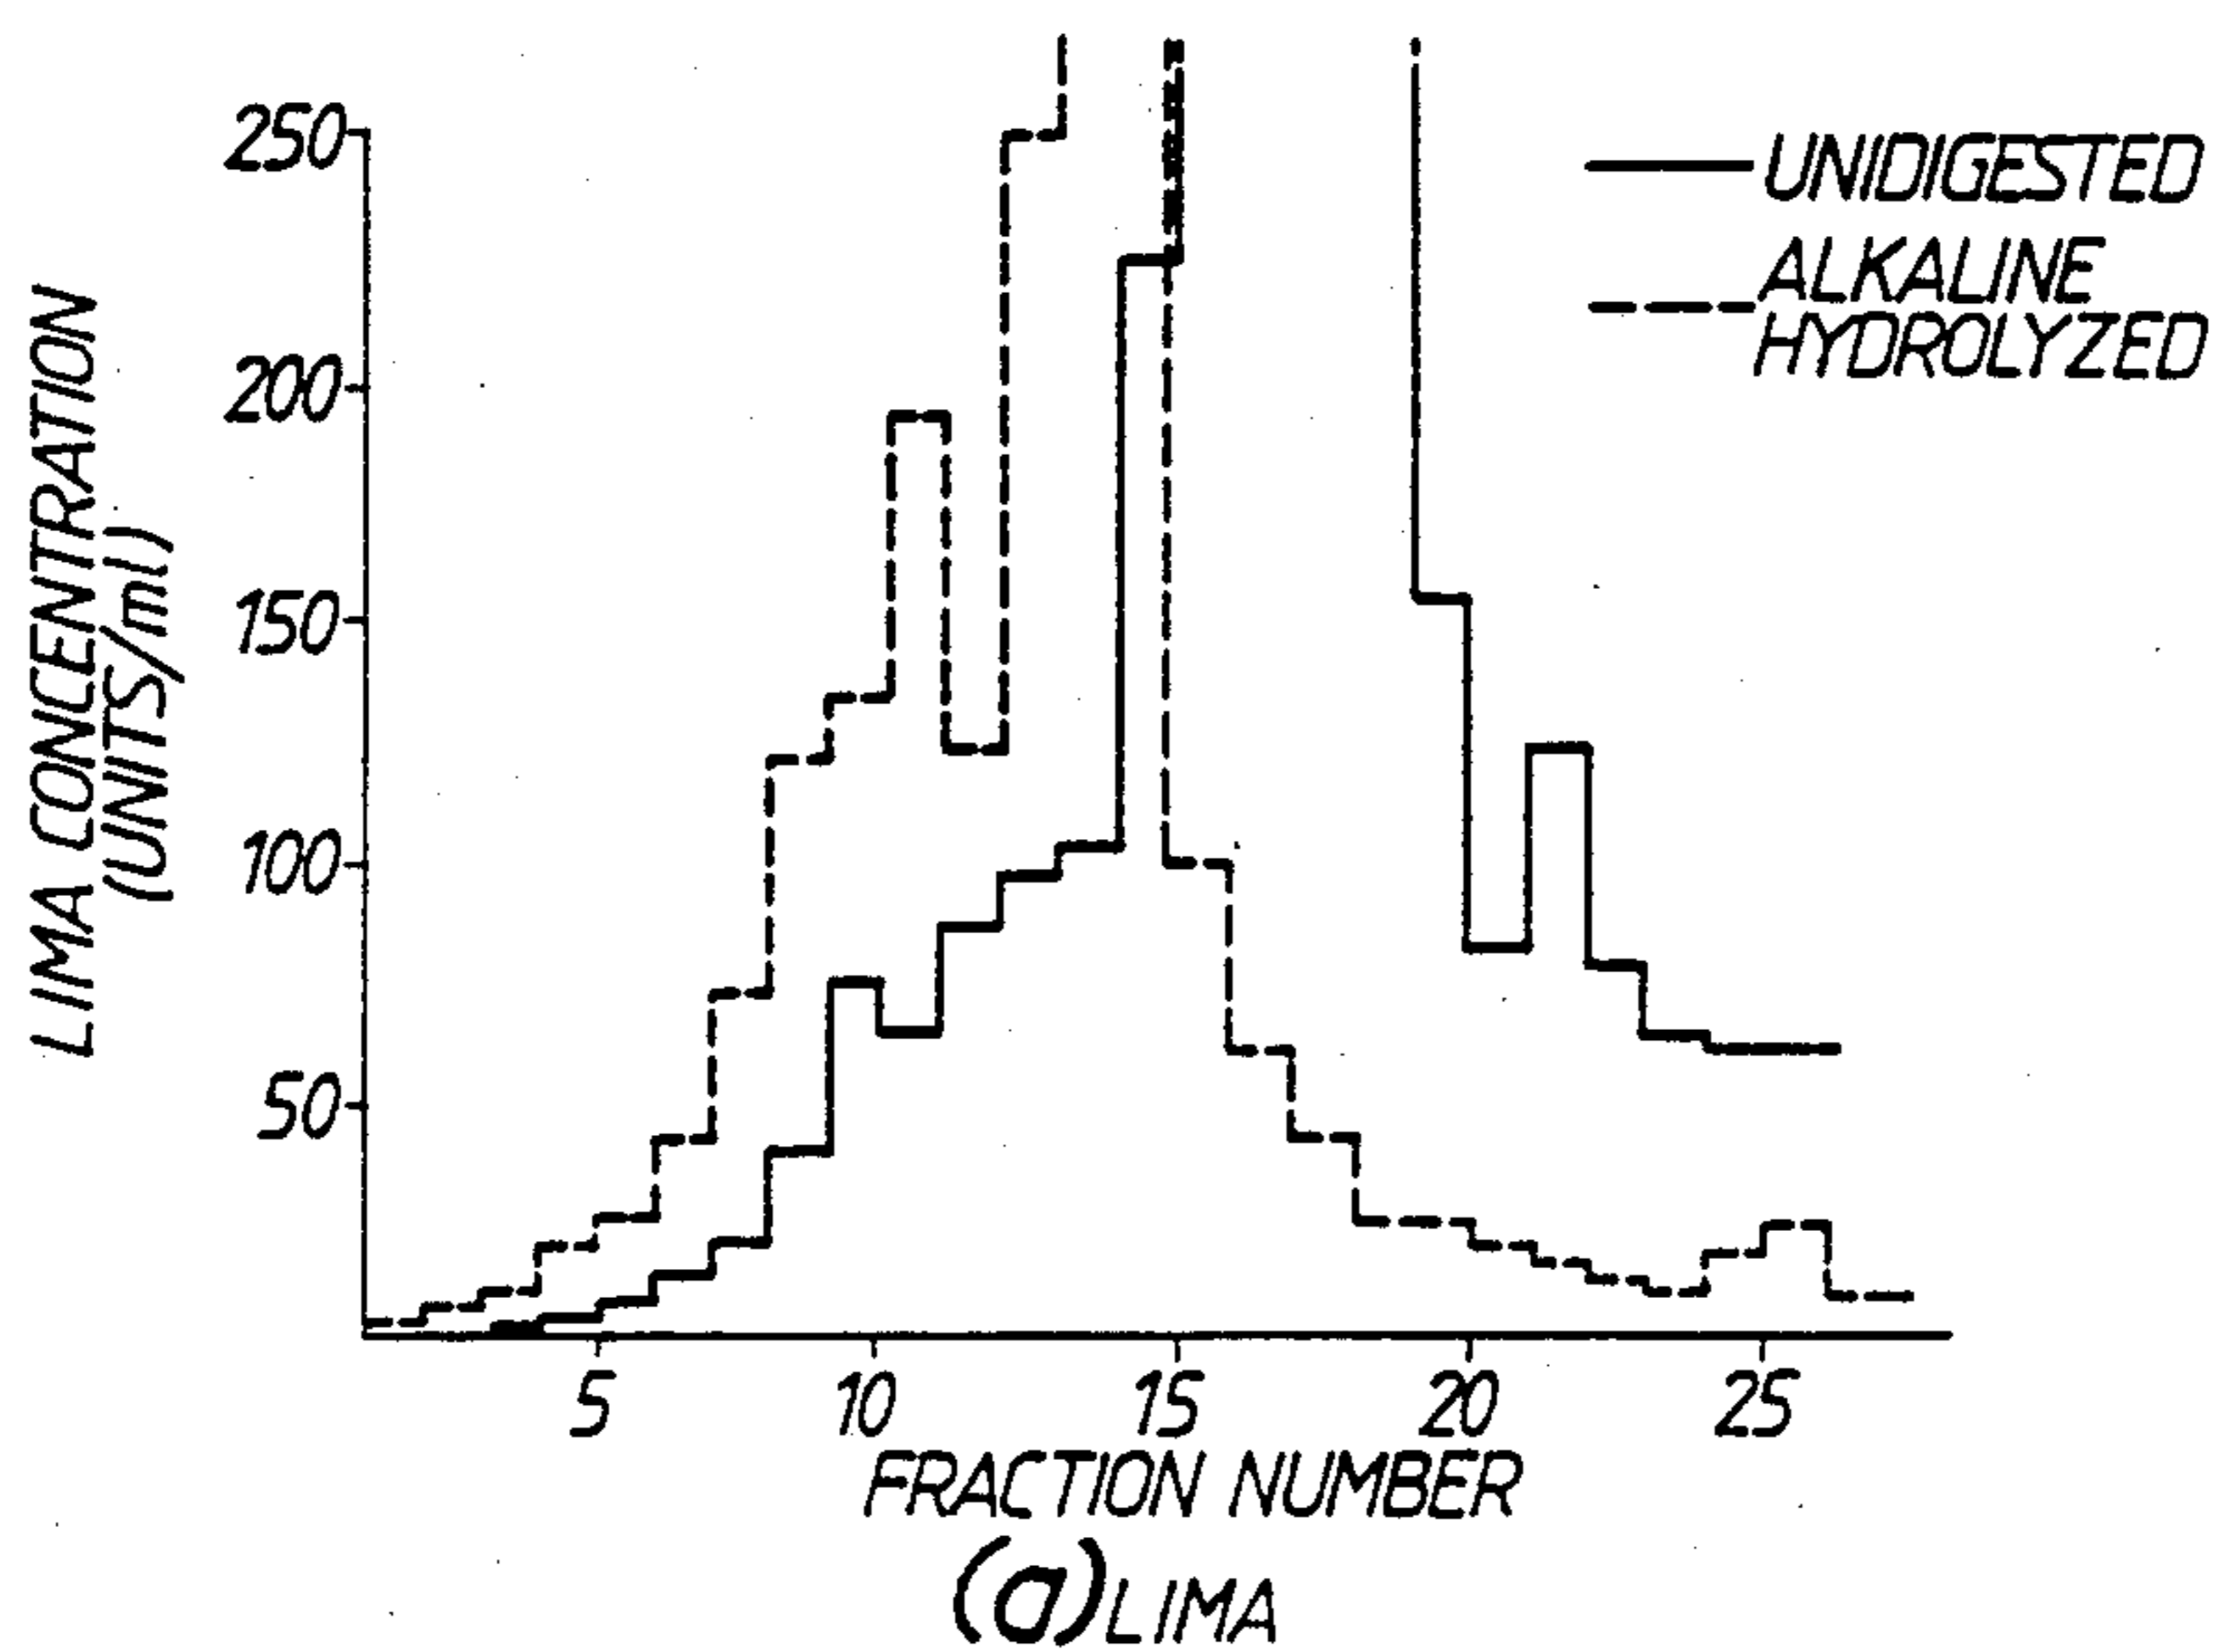 250
200
150
100
50
LIMA CONCENTRATION
(UNITS/ml)
UNIDIGESTED
ALKALINE
HYDROLYZED
5 10 15 20 25
FRACTION NUMBER
(a) LIMA